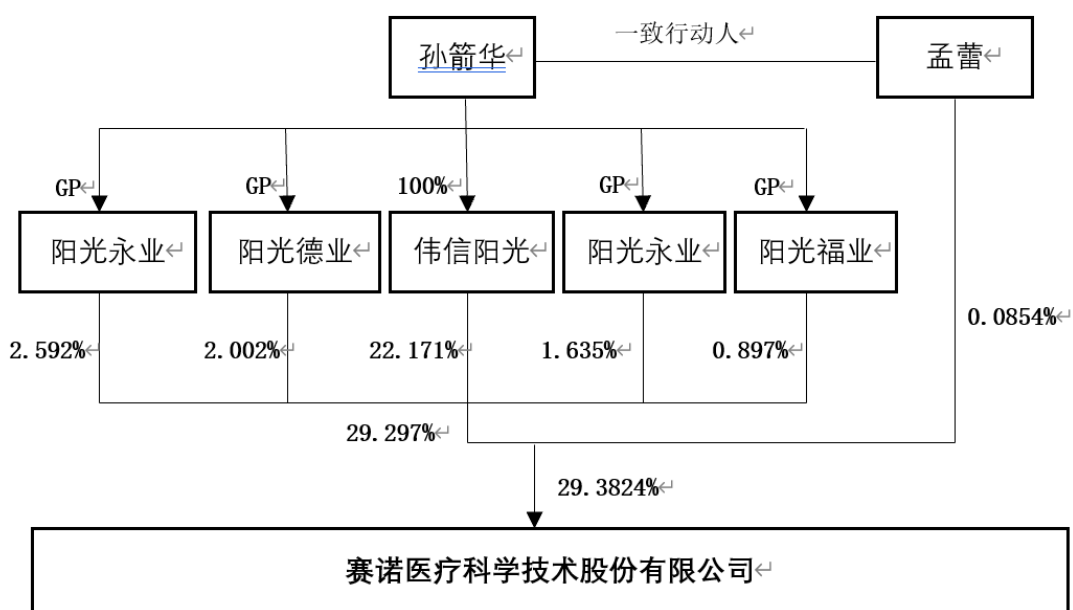 一致行动人
孙箭华
孟蕾
GP
GP
100%
GP
GP
阳光永业
阳光德业
伟信阳光
阳光永业
阳光福业
0.0854%
2.592%
2.002%
22.171%
1.635%
0.897%
29.297%
29.3824%
赛诺医疗科学技术股份有限公司